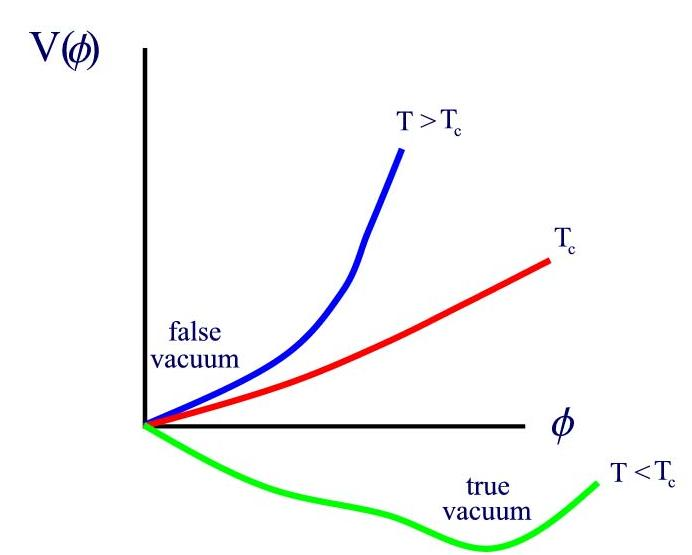 V(ϕ)
T > Tc
Tc
false
vacuum
ϕ
T < Tc
true
vacuum